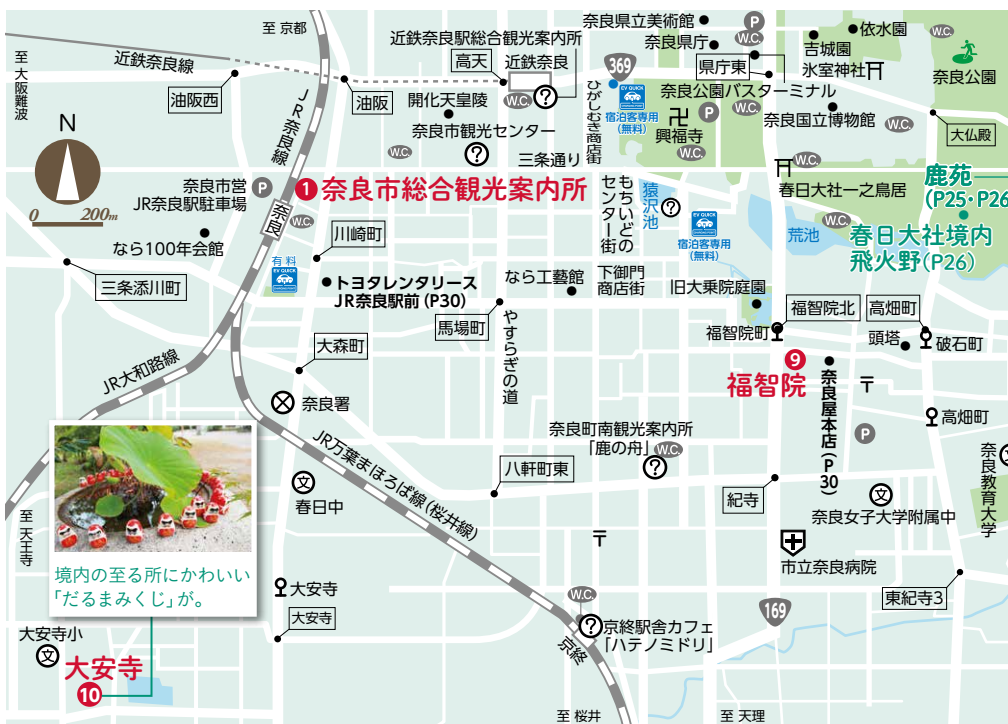 至 京都
近鉄奈良線
至 大阪難波
油阪西
油阪
JR奈良線
近鉄奈良駅総合観光案内所
高天
近鉄奈良
W.C.
?
開化天皇陵
奈良市観光センター
?
W.C.
三条通り
ひがしむき商店街
369
EV QUICK
宿泊客専用
(無料)
奈良県立美術館
P
W.C.
奈良県庁
県庁東
奈良公園バスターミナル
吉城園
依水園
氷室神社
W.C.
奈良公園
興福寺
P
W.C.
W.C.
奈良国立博物館
大仏殿
W.C.
春日大社一之鳥居
鹿苑
(P25・P26
春日大社境内
飛火野(P26)
W.C.
荒池
N
0 200m
奈良市営
JR奈良駅駐車場
P
奈良
W.C.
1 奈良市総合観光案内所
なら100年会館
川崎町
有料
EV QUICK
トヨタレンタリース
JR奈良駅前(P30)
もちいどの
センター街
猿沢池
?
EV QUICK
宿泊客専用
(無料)
なら工藝館
下御門
商店街
旧大乗院庭園
三条添川町
馬場町
やすらぎの道
大森町
JR大和路線
奈良署
福智院町
福智院北
高畑町
頭塔
破石町
9
福智院
奈良屋本店(P30)
高畑町
P
奈良教育大学
文
奈良町南観光案内所
「鹿の舟」
W.C.
?
八軒町東
紀寺
文
奈良女子大学附属中
市立奈良病院
東紀寺3
JR万葉まほろば線(桜井線)
文
春日中
至 天王寺
境内の至る所にかわいい
「だるまみくじ」が。
大安寺
大安寺
大安寺小
文
大安寺
10
W.C.
?
京終駅舎カフェ
「ハテノミドリ」
京終
169
至 桜井
至 天理